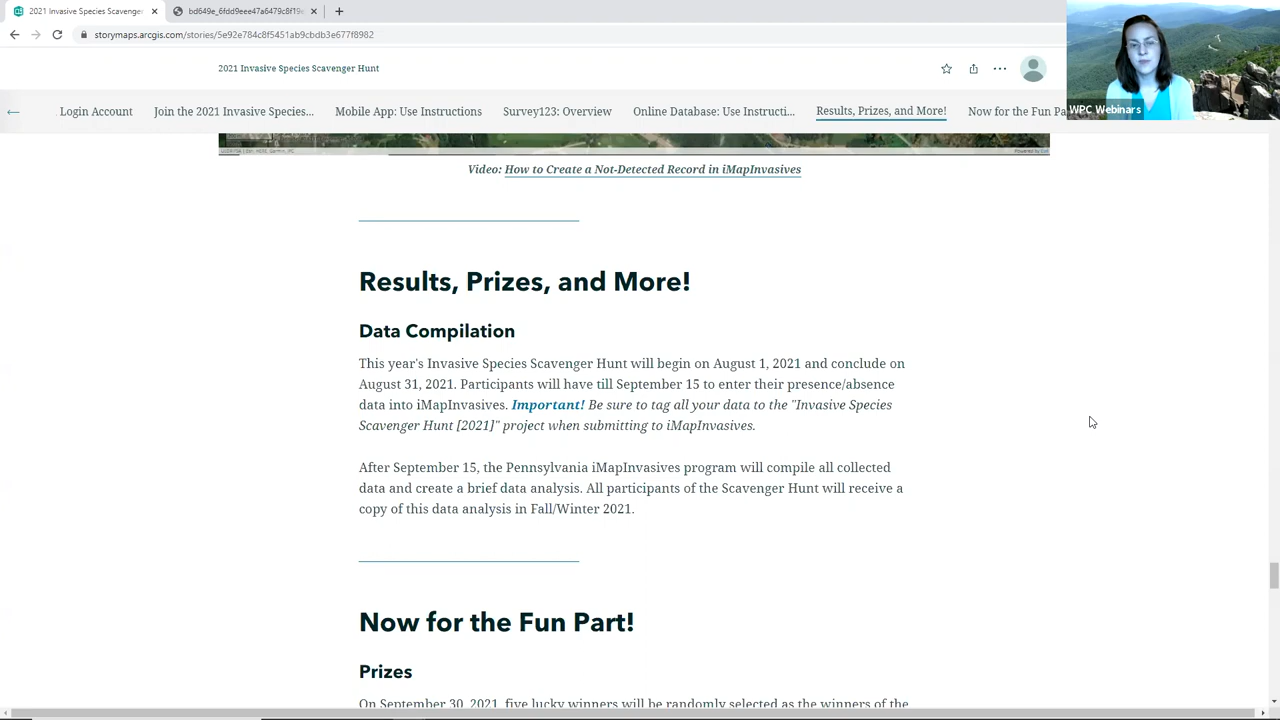 2021 Invasive Species Scavenger
bd649e_6fdd9eee47a6479c8f19
storymaps.arcgis.com/stories/5e92e784c8f5451ab9cbdb3e677f8982
2021 Invasive Species Scavenger Hunt
WPC Webinars
Login Account
Join the 2021 Invasive Species...
Mobile App: Use Instructions
Survey123: Overview
Online Database: Use Instructi...
Results, Prizes, and More!
Now for the Fun Pa
Video: How to Create a Not-Detected Record in iMapInvasives
Results, Prizes, and More!
Data Compilation
This year's Invasive Species Scavenger Hunt will begin on August 1, 2021 and conclude on
August 31, 2021. Participants will have till September 15 to enter their presence/absence
data into iMapInvasives. Important! Be sure to tag all your data to the "Invasive Species
Scavenger Hunt [2021]" project when submitting to iMapInvasives.
After September 15, the Pennsylvania iMapInvasives program will compile all collected
data and create a brief data analysis. All participants of the Scavenger Hunt will receive a
copy of this data analysis in Fall/Winter 2021.
Now for the Fun Part!
Prizes
On September 30, 2021, five lucky winners will be randomly selected as the winners of the